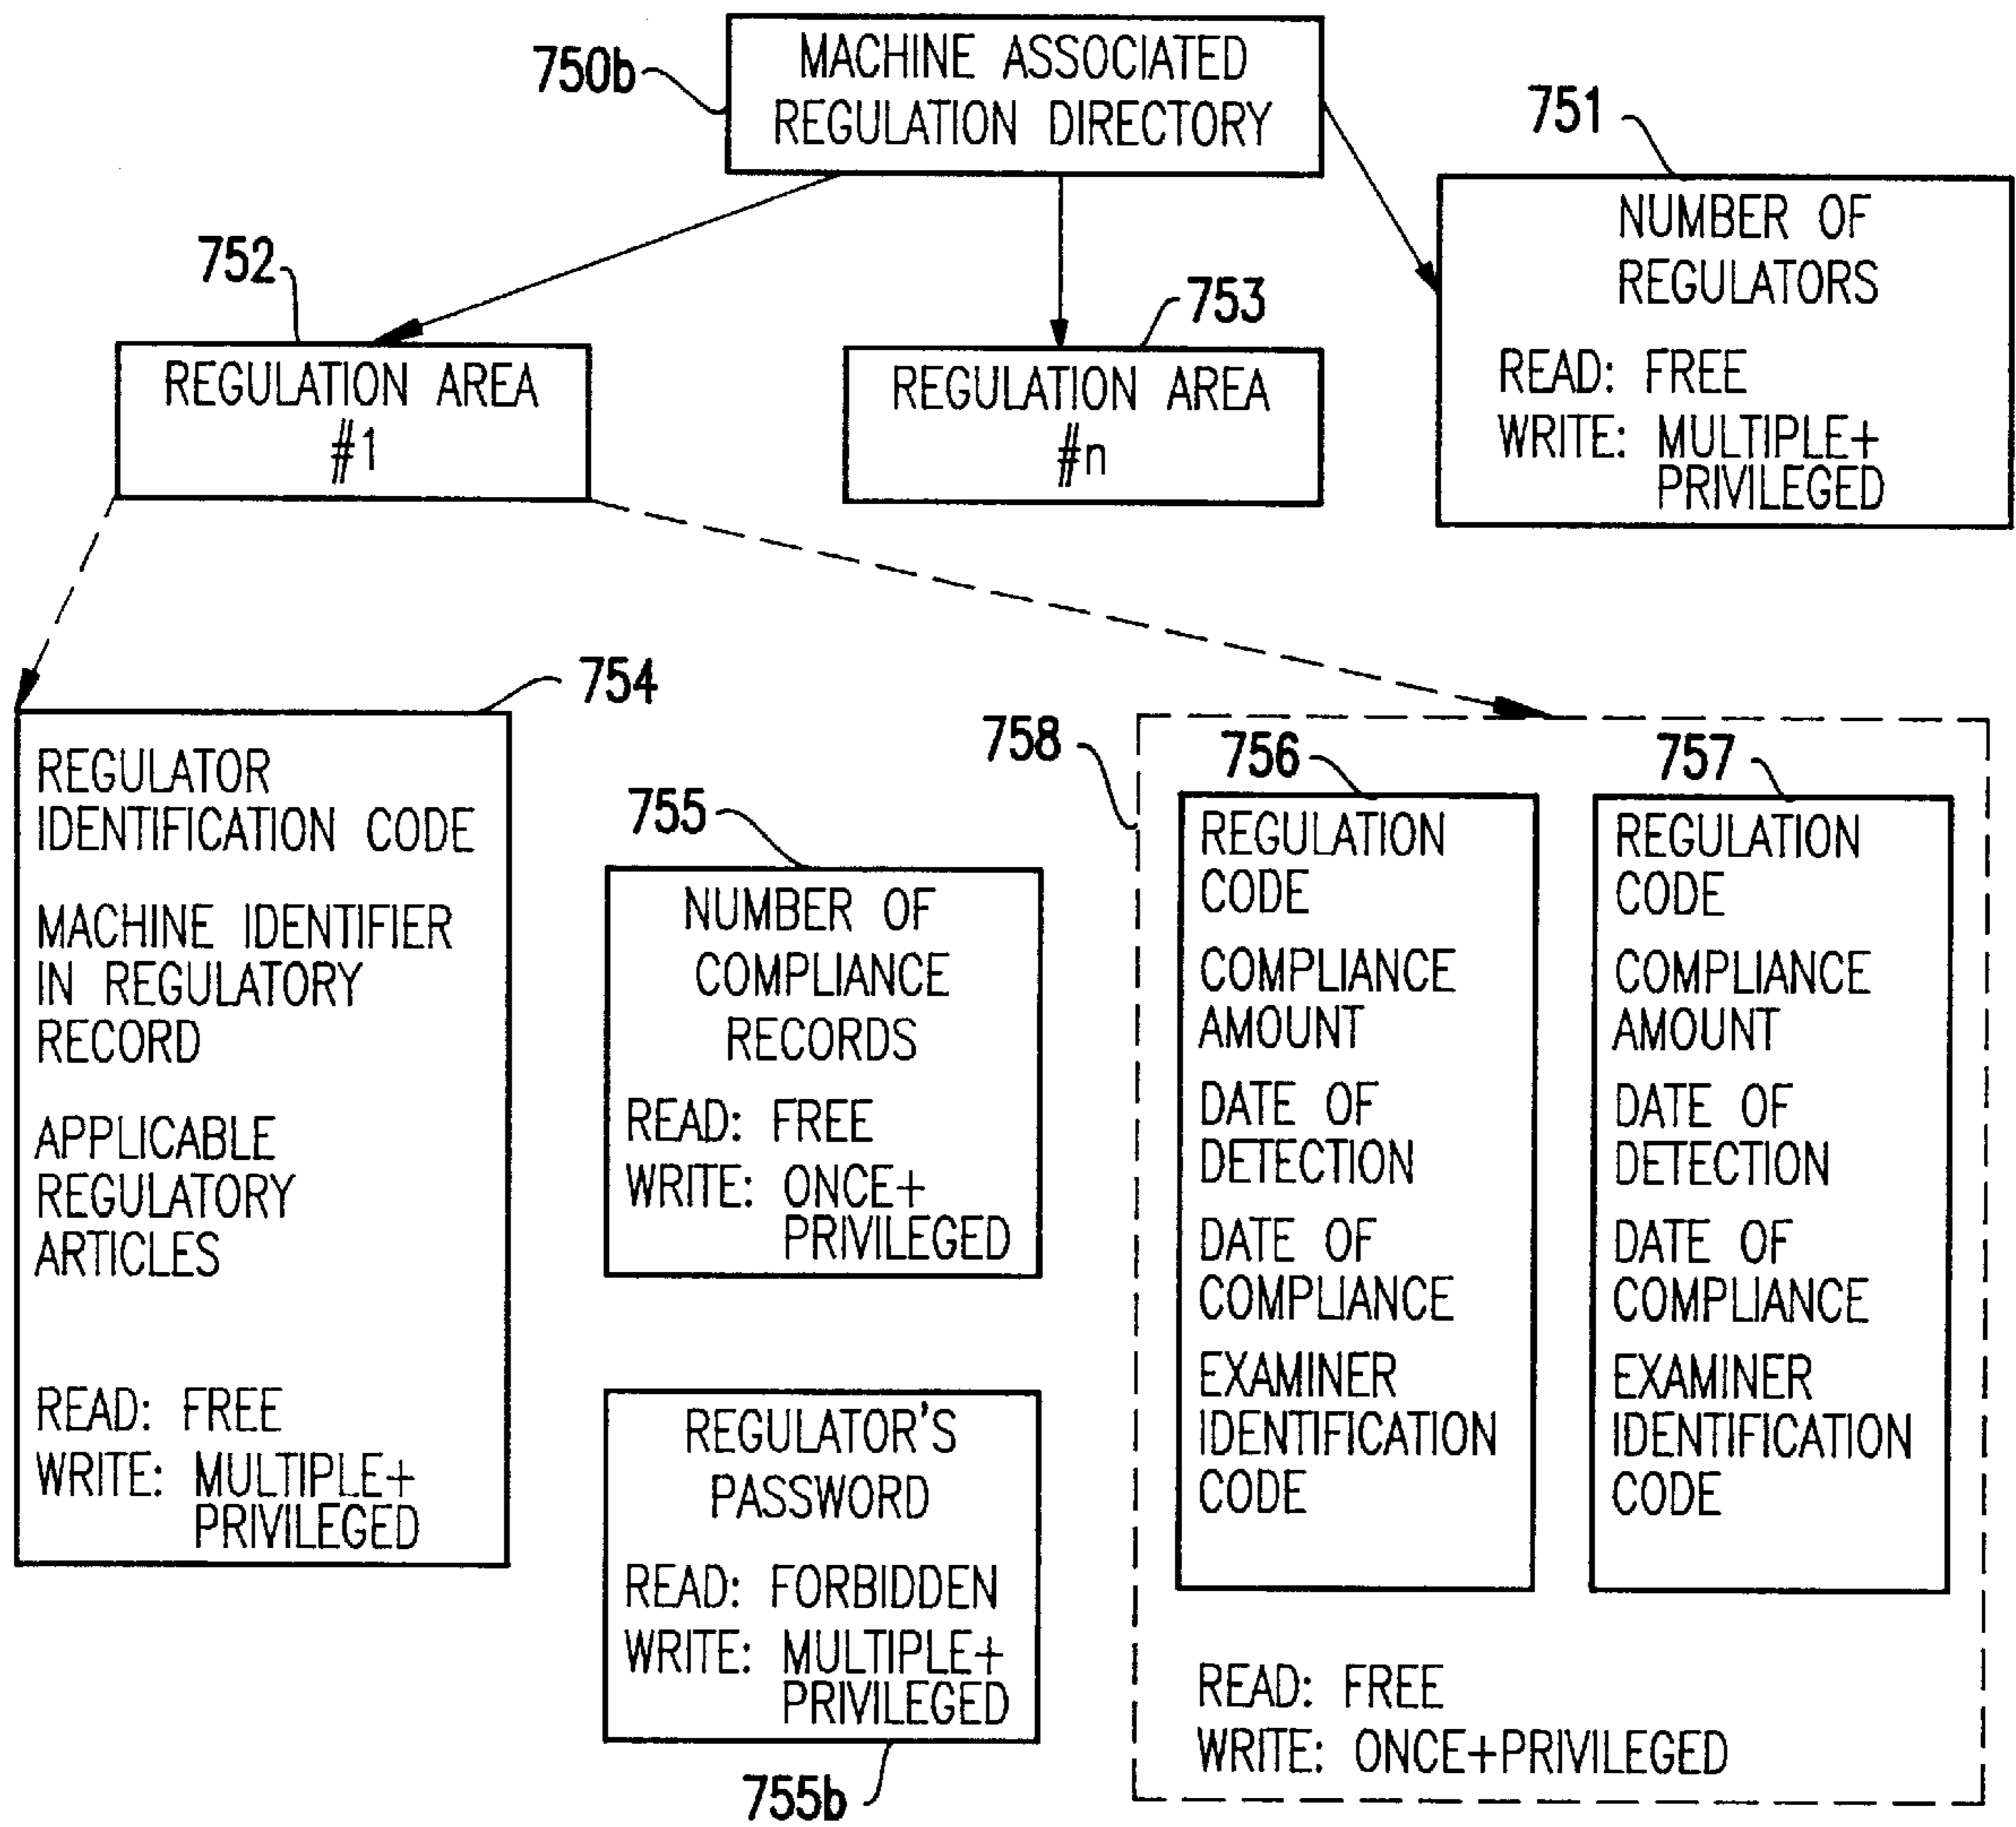 750b
MACHINE ASSOCIATED
REGULATION DIRECTORY
751
NUMBER OF
REGULATORS
READ: FREE
WRITE: MULTIPLE+
PRIVILEGED
752
REGULATION AREA
#1
753
REGULATION AREA
#n
754
REGULATOR
IDENTIFICATION CODE
MACHINE IDENTIFIER
IN REGULATORY
RECORD
APPLICABLE
REGULATORY
ARTICLES
READ: FREE
WRITE: MULTIPLE+
PRIVILEGED
755
NUMBER OF
COMPLIANCE
RECORDS
READ: FREE
WRITE: ONCE+
PRIVILEGED
REGULATOR'S
PASSWORD
READ: FORBIDDEN
WRITE: MULTIPLE+
PRIVILEGED
755b
758
756
REGULATION
CODE
COMPLIANCE
AMOUNT
DATE OF
DETECTION
DATE OF
COMPLIANCE
EXAMINER
IDENTIFICATION
CODE
757
REGULATION
CODE
COMPLIANCE
AMOUNT
DATE OF
DETECTION
DATE OF
COMPLIANCE
EXAMINER
IDENTIFICATION
CODE
READ: FREE
WRITE: ONCE+PRIVILEGED